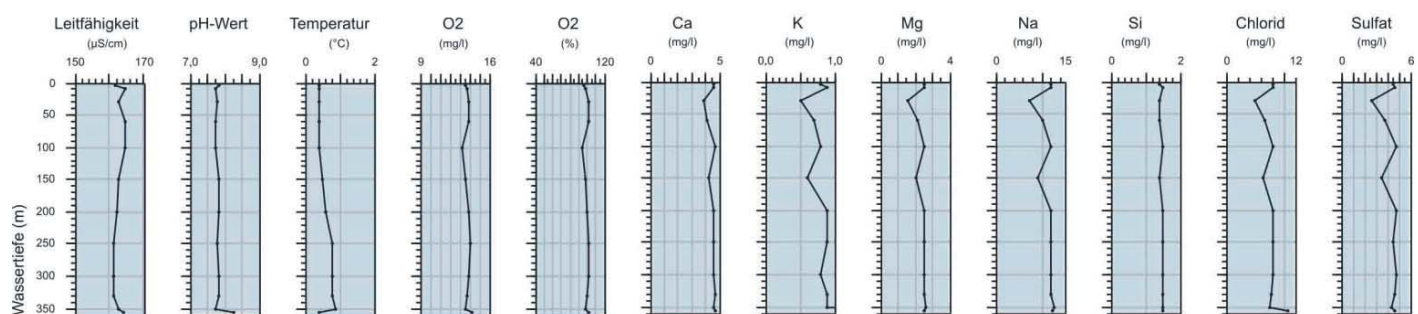 Leitfähigkeit pH-Wert Temperatur O2 O2 Ca K Mg Na Si Chlorid Sulfat
(µS/cm) (°C) (mg/l) (%) (mg/l) (mg/l) (mg/l) (mg/l) (mg/l) (mg/l) (mg/l)
150 170 7,0 9,0 0 2 9 16 40 120 0 5 0,0 1,0 0 4 0 15 0 2 0 12 0 6
0
50
100
150
200
250
300
350
Wassertiefe (m)